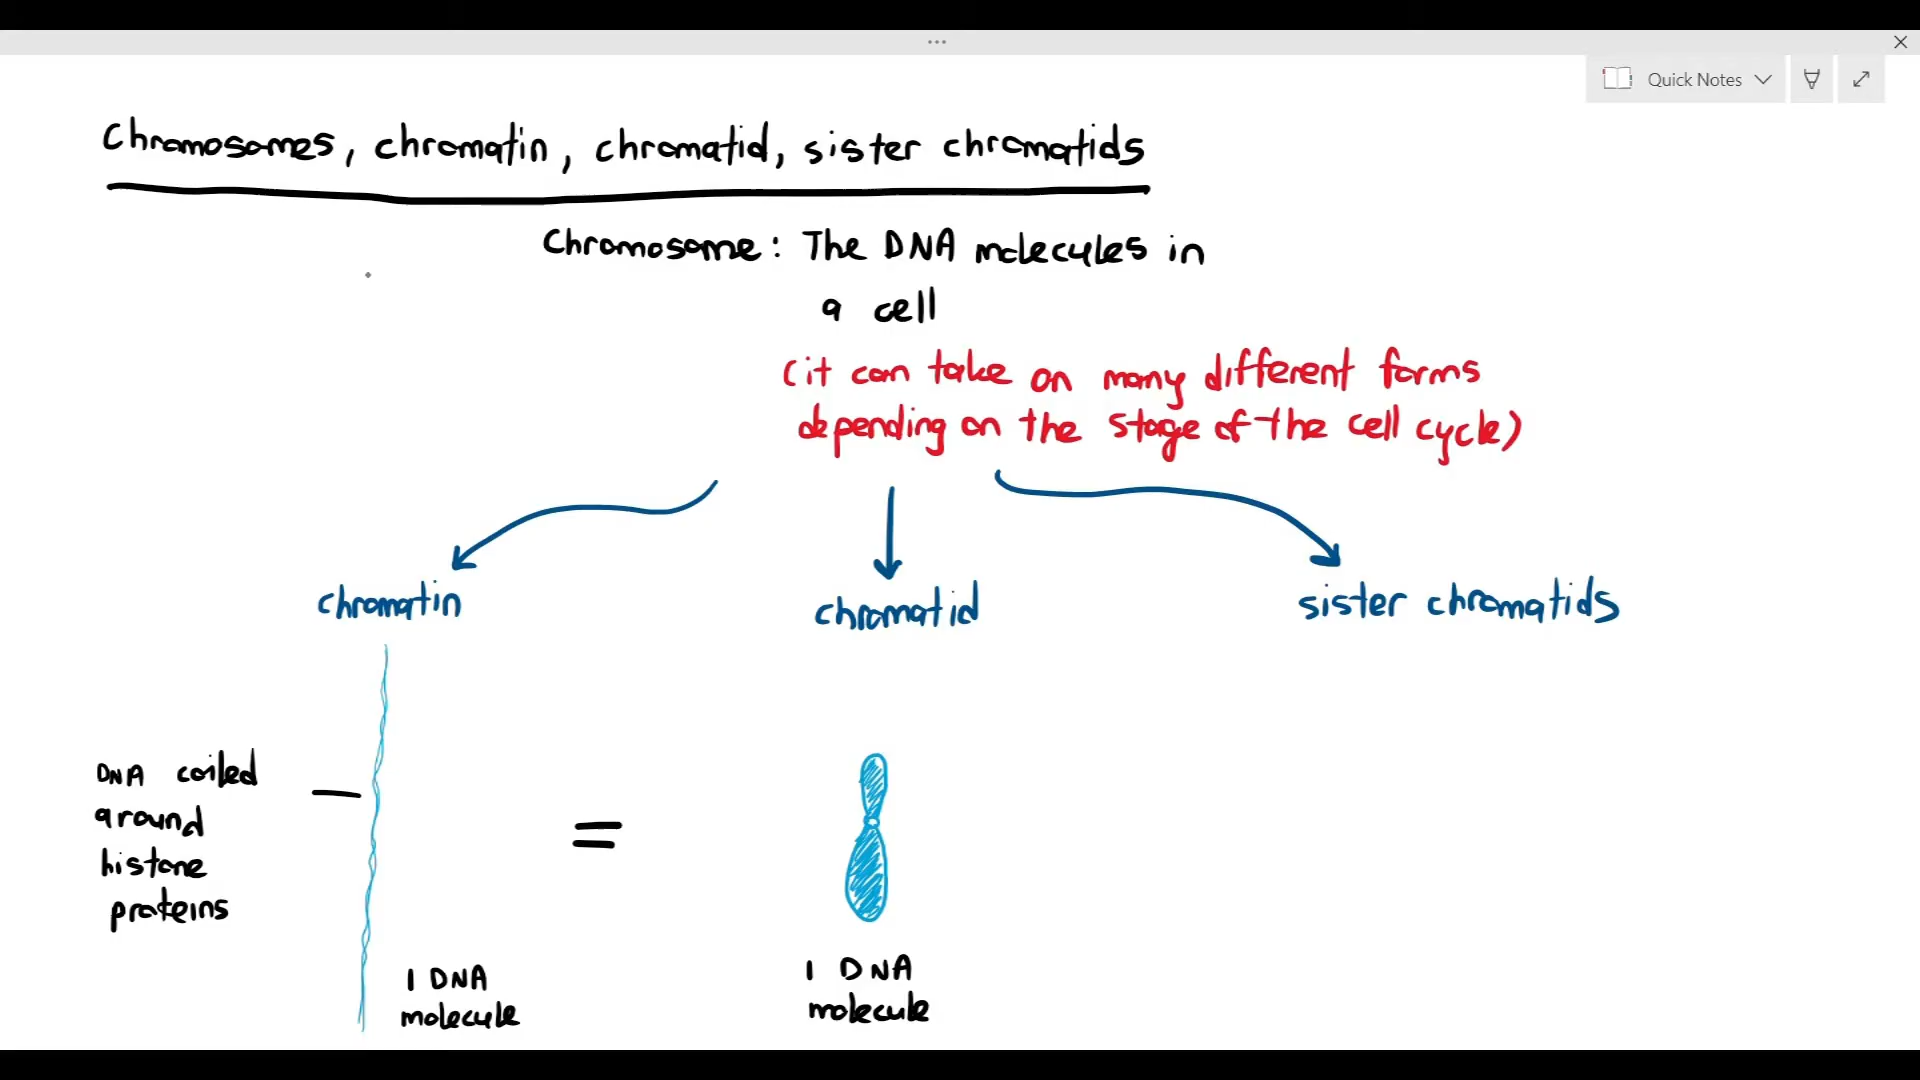 ...
Quick Notes
Chromosomes, chromatin, chromatid, sister chromatids
Chromosome: The DNA molecules in
a cell
(it can take on many different forms
depending on the stage of the cell cycle)
chromatin
chromatid
sister chromatids
DNA coiled
around
histone
proteins
=
1 DNA
molecule
1 DNA
molecule